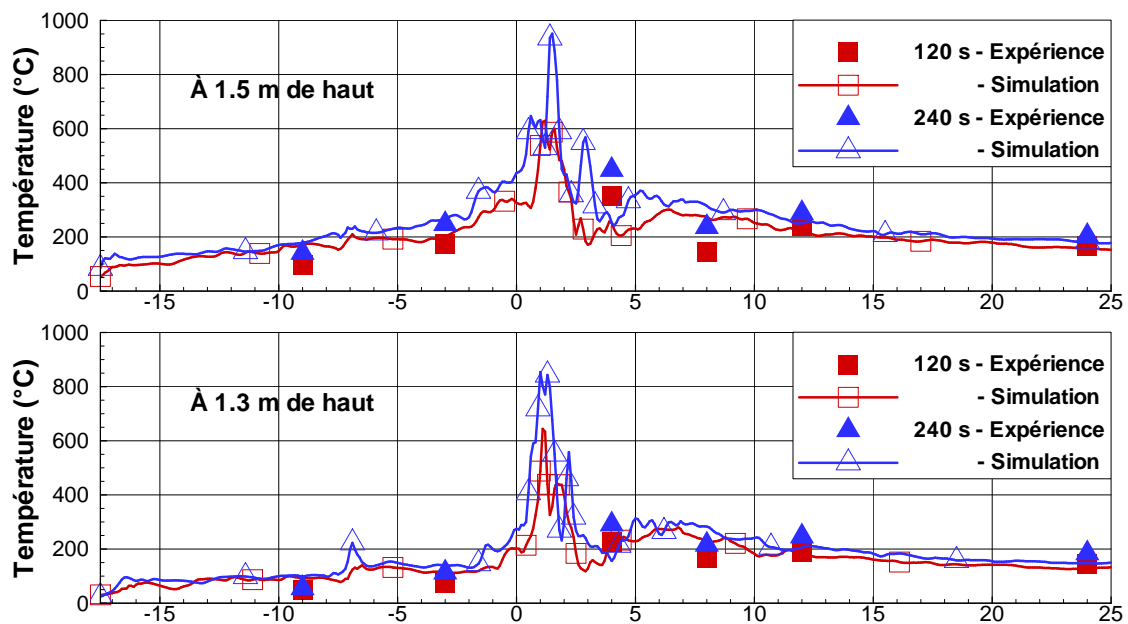 1000
800
600
400
200
0
Température (°C)
À 1.5 m de haut
120 s - Expérience
- Simulation
240 s - Expérience
- Simulation
-15 -10 -5 0 5 10 15 20 25
1000
800
600
400
200
0
Température (°C)
À 1.3 m de haut
120 s - Expérience
- Simulation
240 s - Expérience
- Simulation
-15 -10 -5 0 5 10 15 20 25